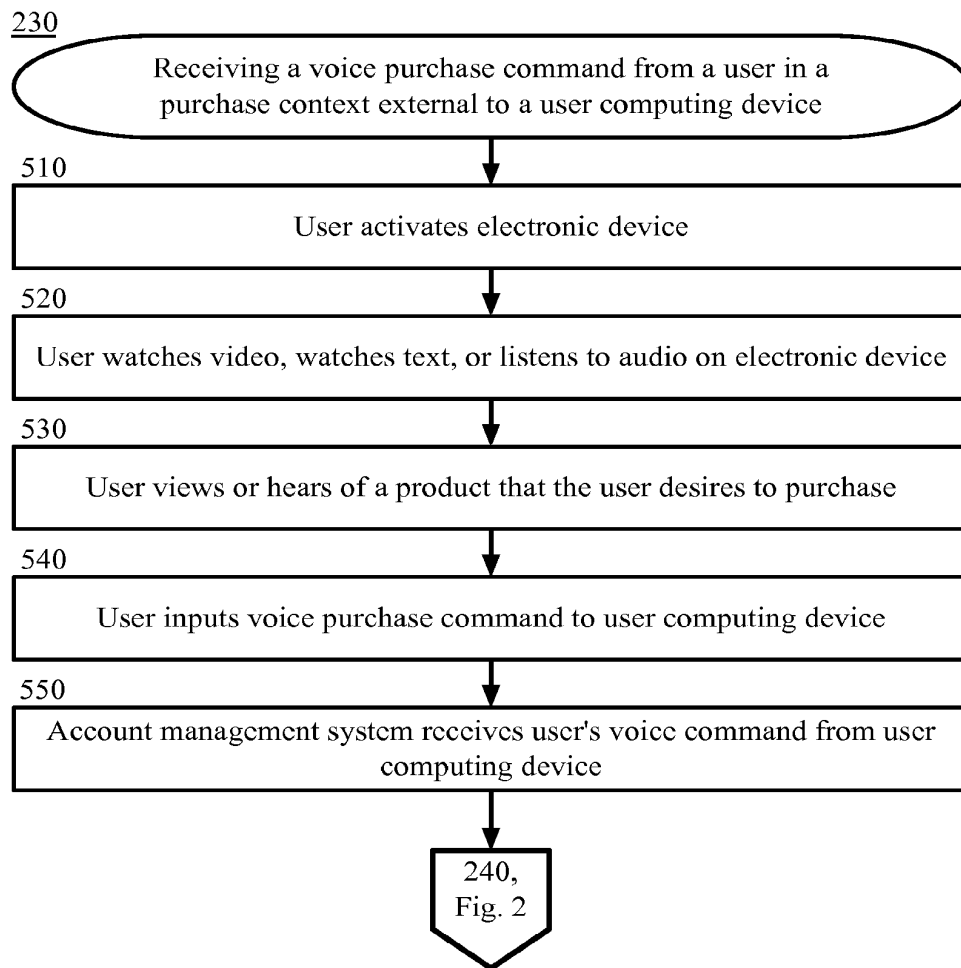 230
Receiving a voice purchase command from a user in a
purchase context external to a user computing device
510
User activates electronic device
520
User watches video, watches text, or listens to audio on electronic device
530
User views or hears of a product that the user desires to purchase
540
User inputs voice purchase command to user computing device
550
Account management system receives user's voice command from user
computing device
240,
Fig. 2